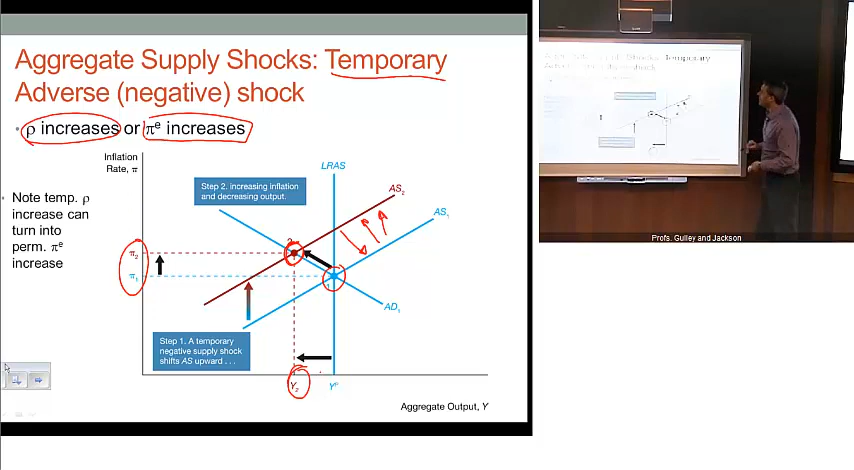 Aggregate Supply Shocks: Temporary
Adverse (negative) shock
• ρ increases or πᵉ increases
Inflation
Rate, π
• Note temp. ρ
increase can
turn into
perm. πᵉ
increase
Step 2. increasing inflation
and decreasing output.
LRAS
AS₂
AS₁
2
π₂
π₁
1
AD₁
Step 1. A temporary
negative supply shock
shifts AS upward . . .
Y₂
Yᴾ
Aggregate Output, Y
Profs. Gulley and Jackson